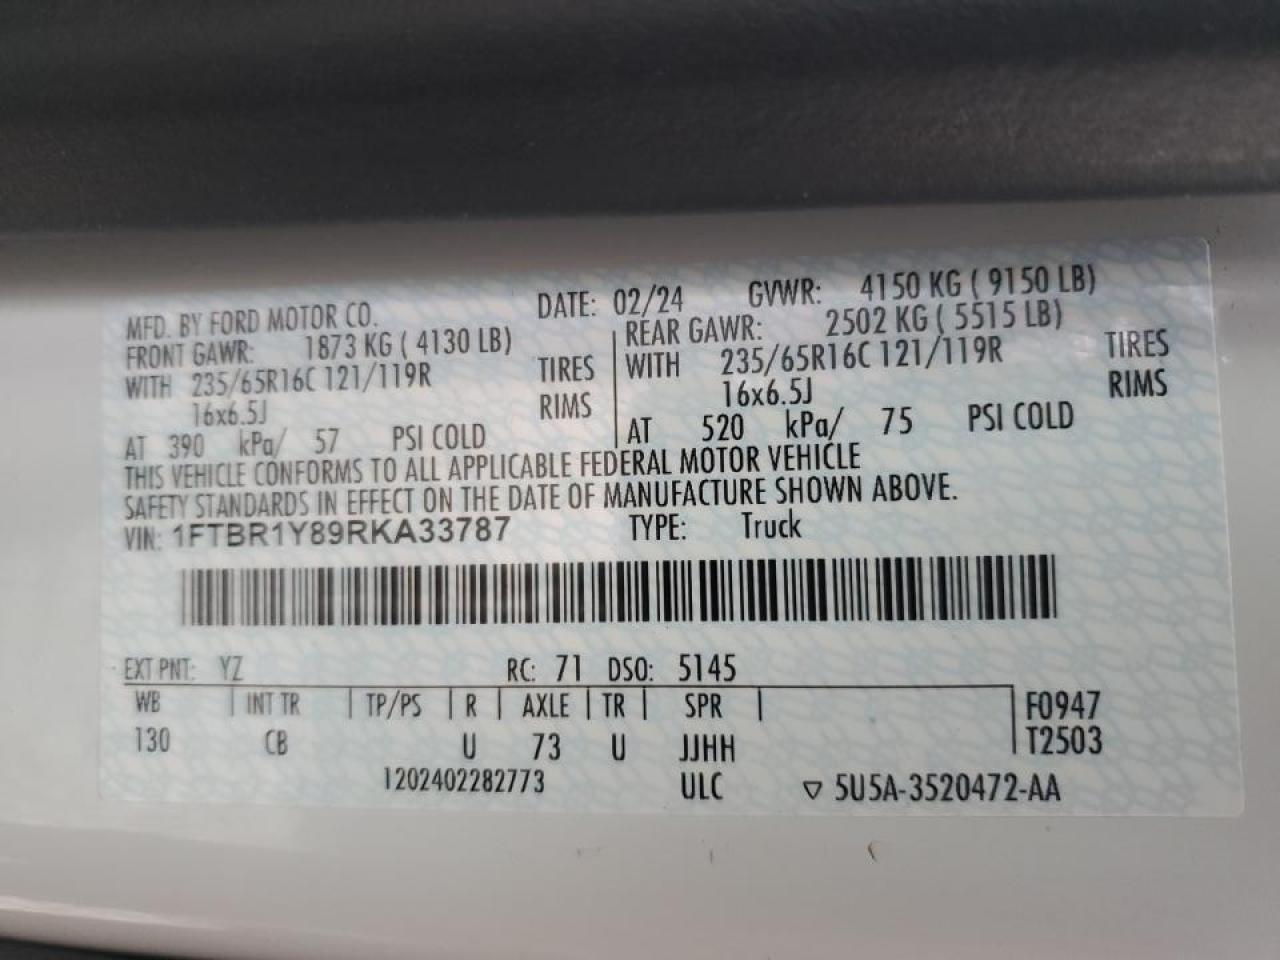 MFD. BY FORD MOTOR CO. DATE: 02/24 GVWR: 4150 KG ( 9150 LB)
FRONT GAWR: 1873 KG ( 4130 LB) REAR GAWR: 2502 KG ( 5515 LB)
WITH 235/65R16C 121/119R TIRES WITH 235/65R16C 121/119R TIRES
16x6.5J RIMS 16x6.5J RIMS
AT 390 kPa/ 57 PSI COLD AT 520 kPa/ 75 PSI COLD
THIS VEHICLE CONFORMS TO ALL APPLICABLE FEDERAL MOTOR VEHICLE
SAFETY STANDARDS IN EFFECT ON THE DATE OF MANUFACTURE SHOWN ABOVE.
VIN: 1FTBR1Y89RKA33787 TYPE: Truck
EXT PNT: YZ RC: 71 DSO: 5145
WB INT TR TP/PS R AXLE TR SPR F0947
130 CB U 73 U JJHH T2503
1202402282773 ULC ▽ 5U5A-3520472-AA